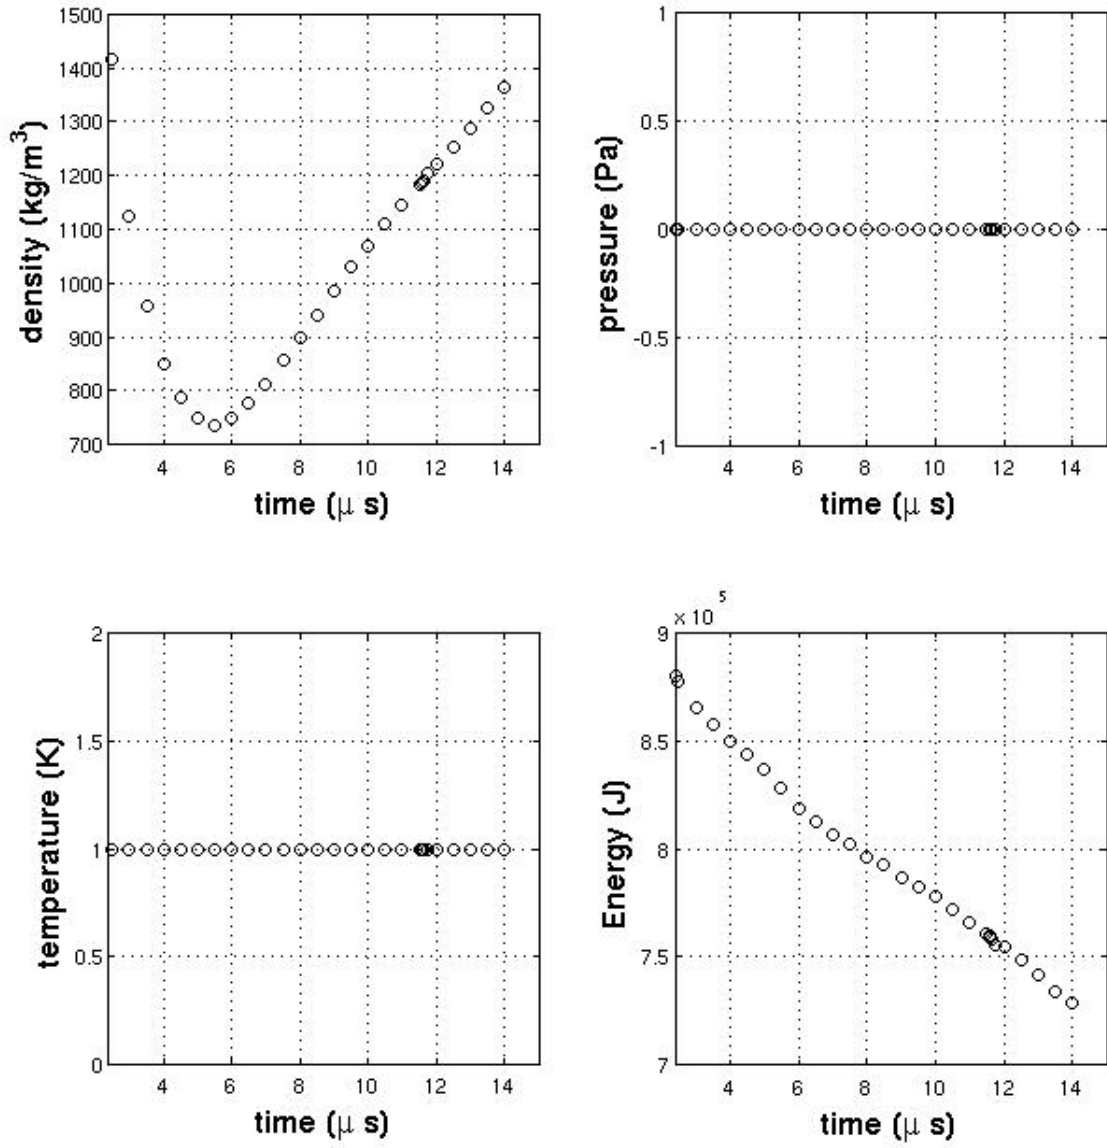 1500
1400
1300
1200
1100
1000
900
800
700
density (kg/m³)
4 6 8 10 12 14
time (μ s)
1
0.5
0
-0.5
-1
pressure (Pa)
4 6 8 10 12 14
time (μ s)
2
1.5
1
0.5
0
temperature (K)
4 6 8 10 12 14
time (μ s)
× 10⁵
9
8.5
8
7.5
7
Energy (J)
4 6 8 10 12 14
time (μ s)